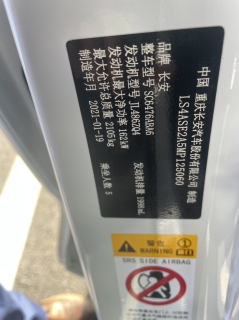 中国 重庆长安汽车股份有限公司 制造
LS4ASE2A5MP125060
品牌 长安
整车型号 SC6476ABA6
发动机型号 JL486ZQ4 发动机排量 1998mL
发动机最大净功率 162kW
最大允许总质量 2105kg 乘坐人数 5
制造年月 2021-01-19
警告
SRS SIDE AIRBAG